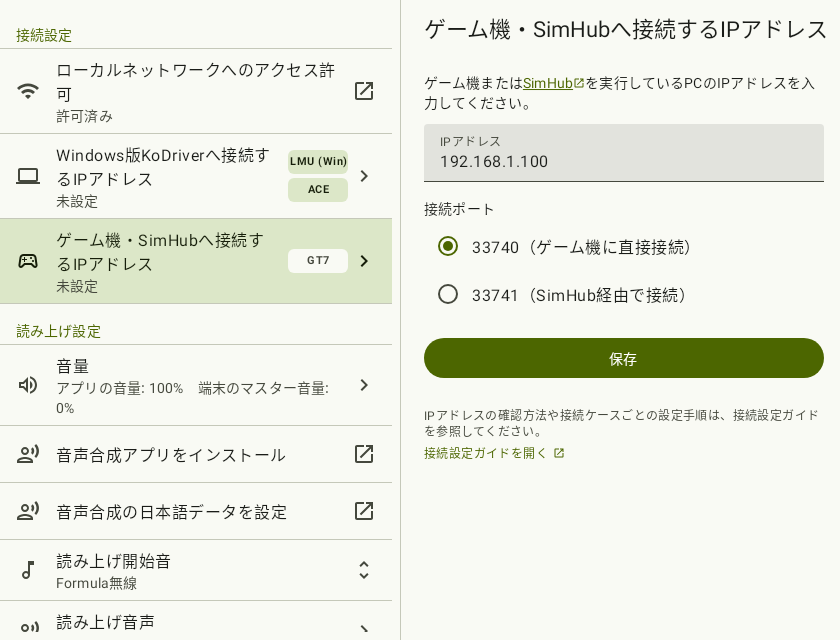 接続設定
ローカルネットワークへのアクセス許
可
許可済み
Windows版KoDriverへ接続す
るIPアドレス
未設定
LMU (Win)
ACE
ゲーム機・SimHubへ接続す
るIPアドレス
未設定
GT7
読み上げ設定
音量
アプリの音量: 100%　端末のマスター音量:
0%
音声合成アプリをインストール
音声合成の日本語データを設定
読み上げ開始音
Formula無線
読み上げ音声
ゲーム機・SimHubへ接続するIPアドレス
ゲーム機またはSimHubを実行しているPCのIPアドレスを入
力してください。
IPアドレス
192.168.1.100
接続ポート
33740（ゲーム機に直接接続）
33741（SimHub経由で接続）
保存
IPアドレスの確認方法や接続ケースごとの設定手順は、接続設定ガイド
を参照してください。
接続設定ガイドを開く